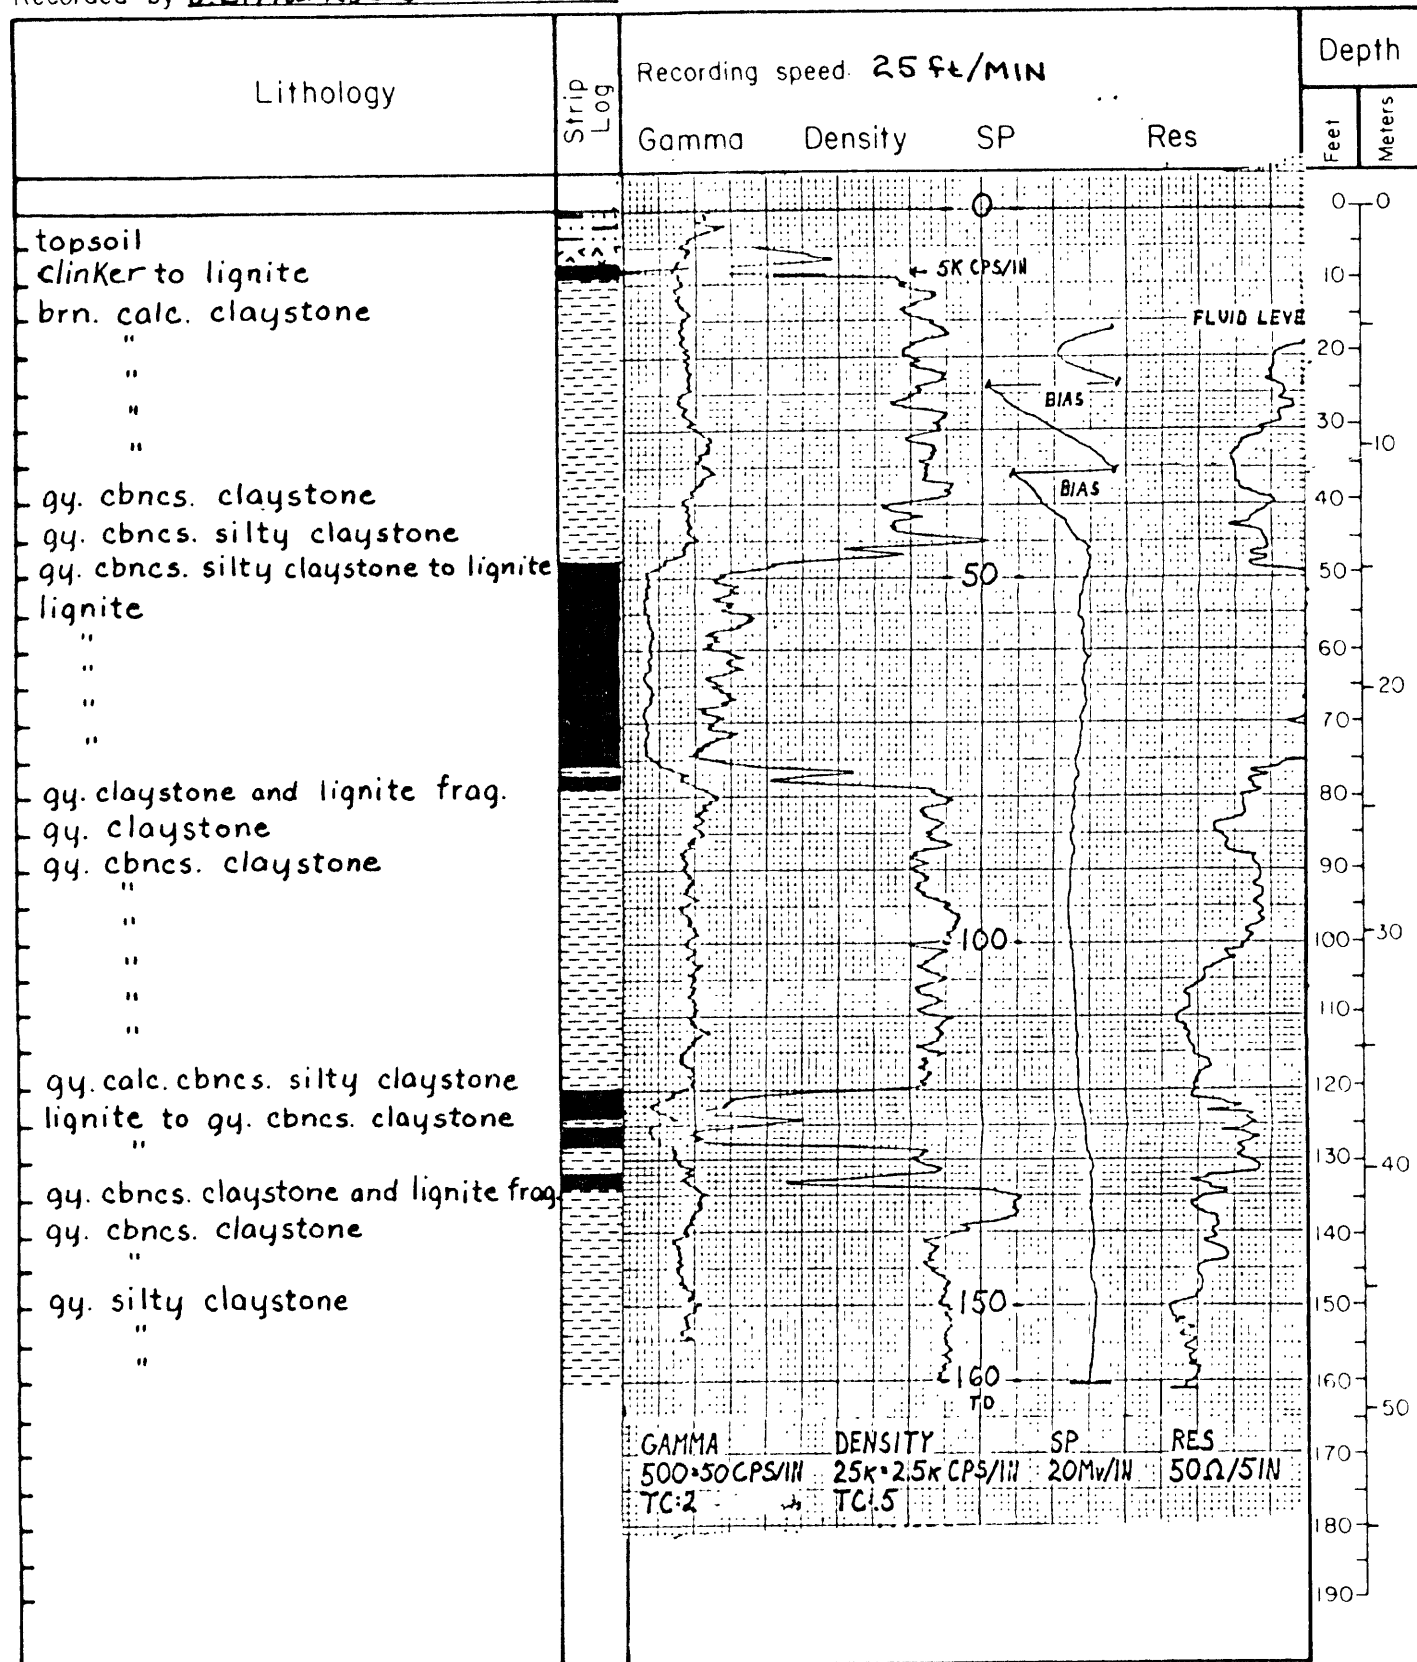 Recorded by
Lithology
Strip Log
Recording speed. 25 ft/MIN
Gamma Density SP Res
Depth
Feet
Meters
0
0 0
topsoil
clinker to lignite
← 5K CPS/IN
10
brn. calc. claystone
FLUID LEVE
"
20
"
BIAS
"
30
"
10
BIAS
gy. cbncs. claystone
40
gy. cbncs. silty claystone
gy. cbncs. silty claystone to lignite
50
50
lignite
"
60
"
"
20
70
"
gy. claystone and lignite frag.
80
gy. claystone
gy. cbncs. claystone
90
"
"
100
100
30
"
"
110
"
gy. calc. cbncs. silty claystone
120
lignite to gy. cbncs. claystone
"
130
40
gy. cbncs. claystone and lignite frag.
gy. cbncs. claystone
140
"
gy. silty claystone
150
150
"
"
160
TD
160
50
GAMMA DENSITY SP RES
500=50CPS/IN 25K=2.5K CPS/IN 20Mv/IN 50Ω/5IN
TC:2 TC:.5
170
180
190